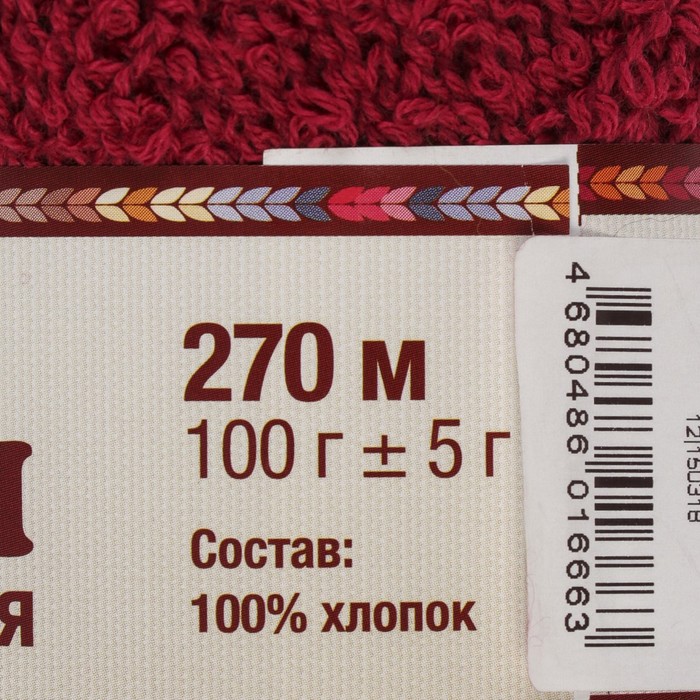 270 м
100 г ± 5 г
Состав:
100% хлопок
я
4 680486 016663